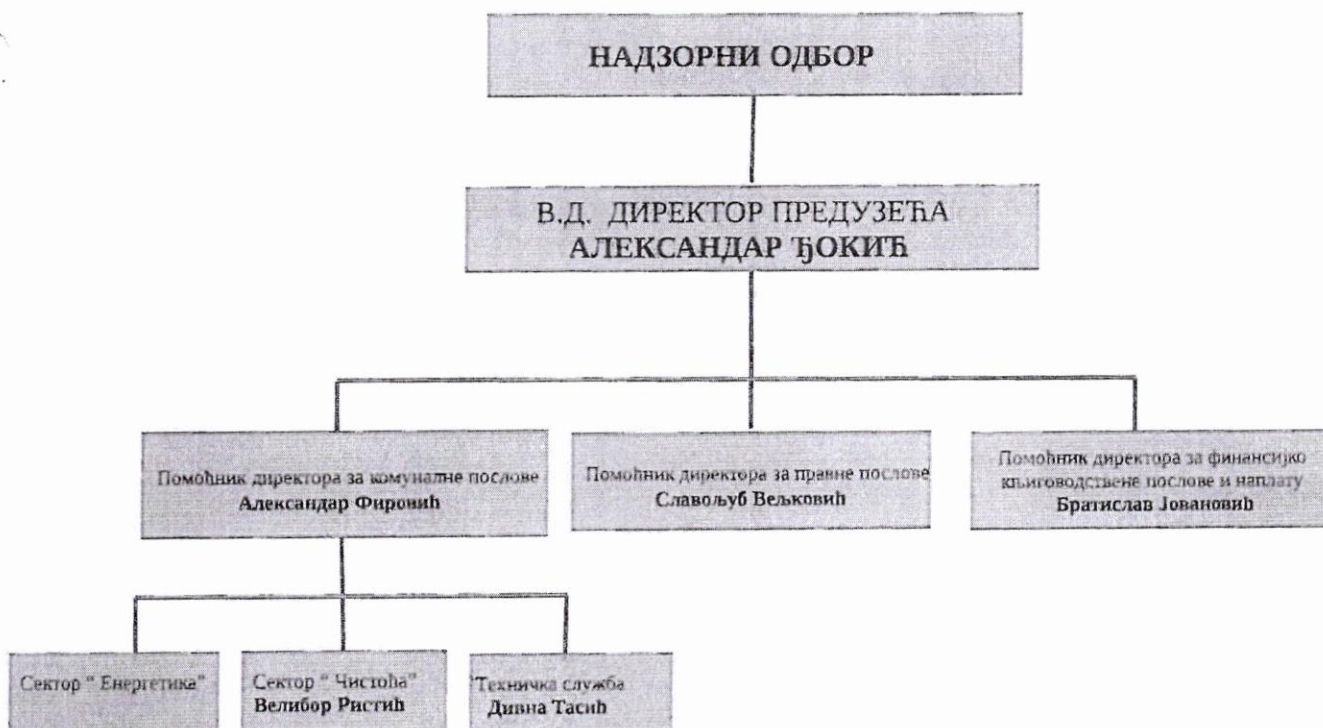 НАДЗОРНИ ОДБОР
В.Д. ДИРЕКТОР ПРЕДУЗЕЋА
АЛЕКСАНДАР ЂОКИЋ
Помоћник директора за комуналне послове
Александар Фировић
Помоћник директора за правне послове
Славољуб Вељковић
Помоћник директора за финансијко
књиговодствене послове и наплату
Братислав Јовановић
Сектор " Енергетика"
Сектор " Чистоћа"
Велибор Ристић
Техничка служба
Дивна Тасић